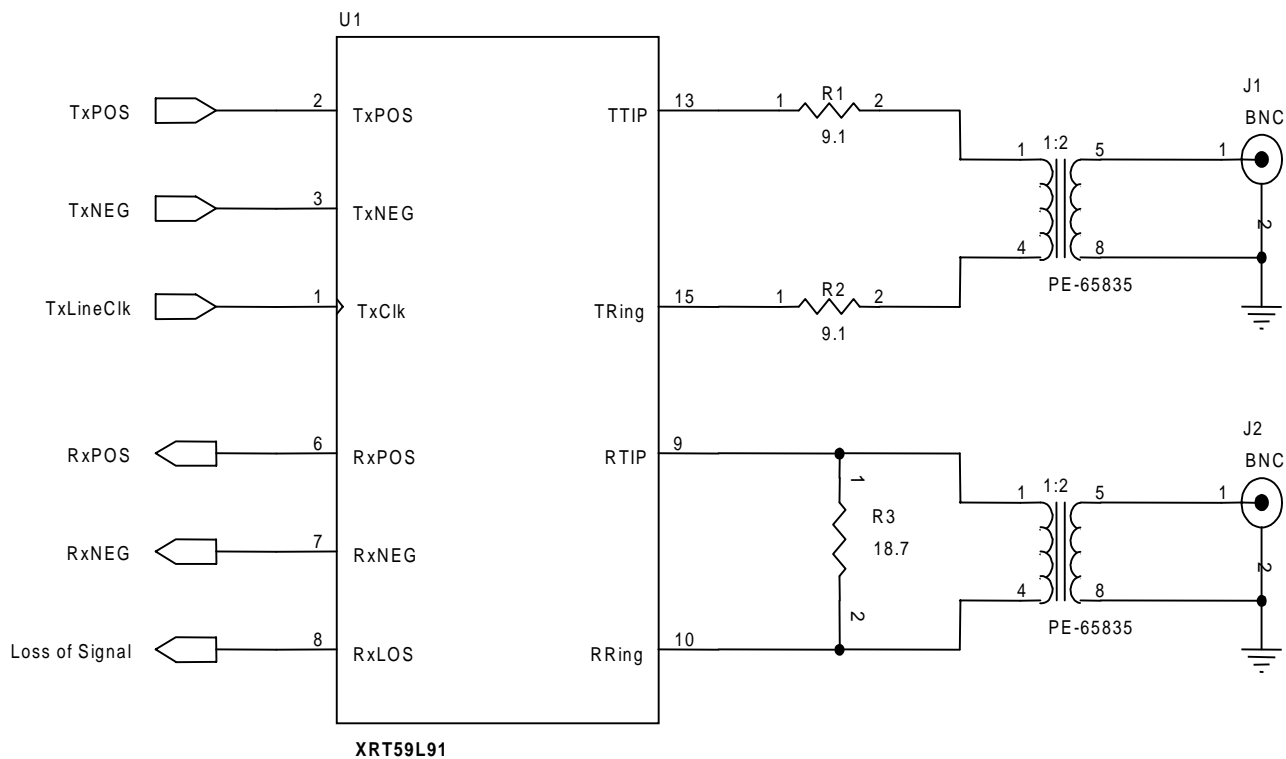 U1
J1
BNC
TxPOS 2 TxPOS TTIP 13 1 R1 2
9.1
1 1:2 5 1
2
TxNEG 3 TxNEG
4 8
PE-65835
TxLineClk 1 TxClk TRing 15 1 R2 2
9.1
J2
BNC
RxPOS 6 RxPOS RTIP 9
1 1 1:2 5 1
R3
18.7
2
RxNEG 7 RxNEG
2 4 8
PE-65835
Loss of Signal 8 RxLOS RRing 10
XRT59L91